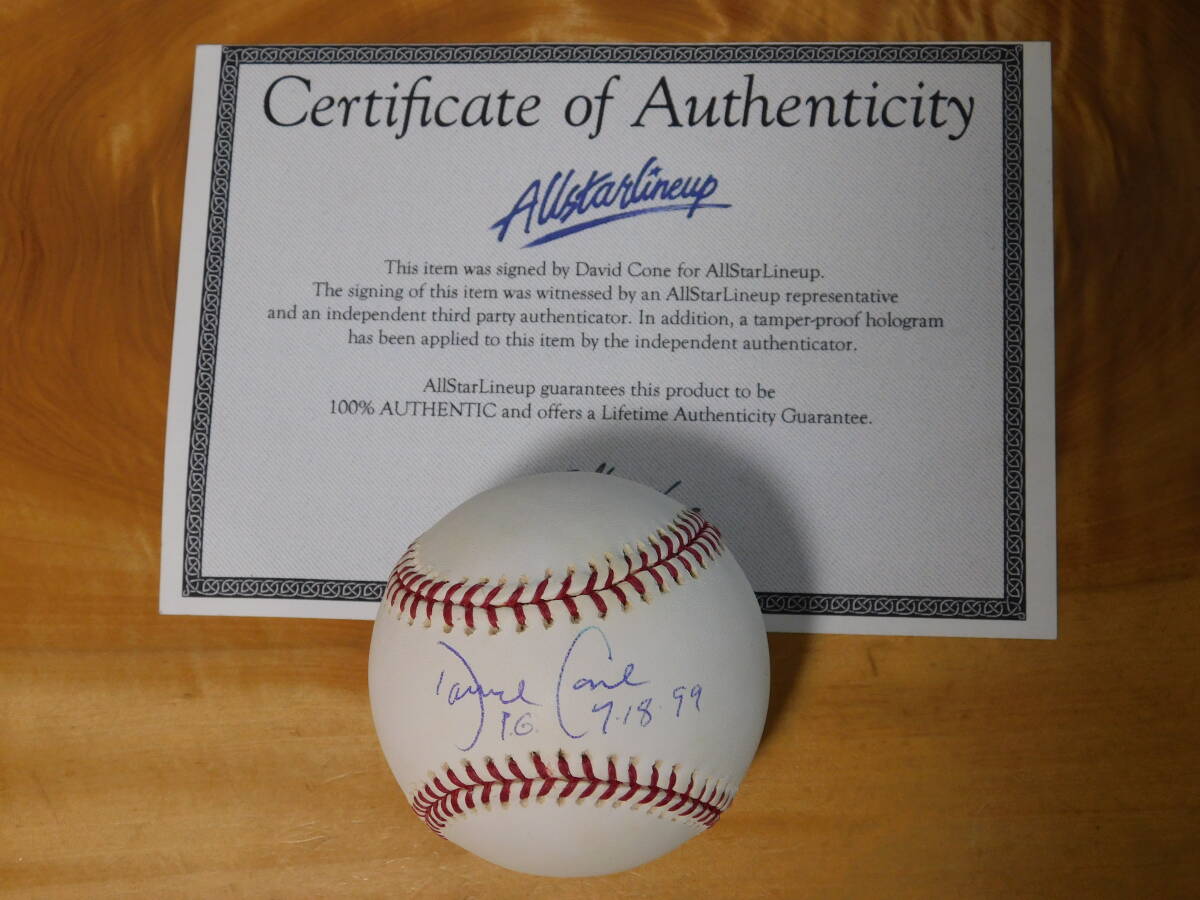 Certificate of Authenticity
Allstarlineup
This item was signed by David Cone for AllStarLineup.
The signing of this item was witnessed by an AllStarLineup representative
and an independent third party authenticator. In addition, a tamper-proof hologram
has been applied to this item by the independent authenticator.
AllStarLineup guarantees this product to be
100% AUTHENTIC and offers a Lifetime Authenticity Guarantee.
David Cone
P.G. 7.18.99